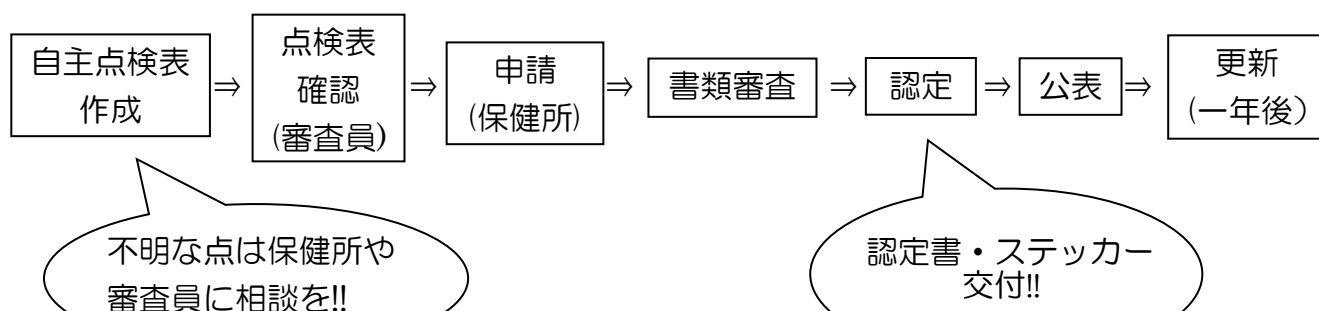 自主点検表
作成
⇒
点検表
確認
(審査員)
⇒
申請
(保健所)
⇒
書類審査
⇒
認定
⇒
公表
⇒
更新
(一年後）
不明な点は保健所や
審査員に相談を!!
認定書・ステッカー
交付!!